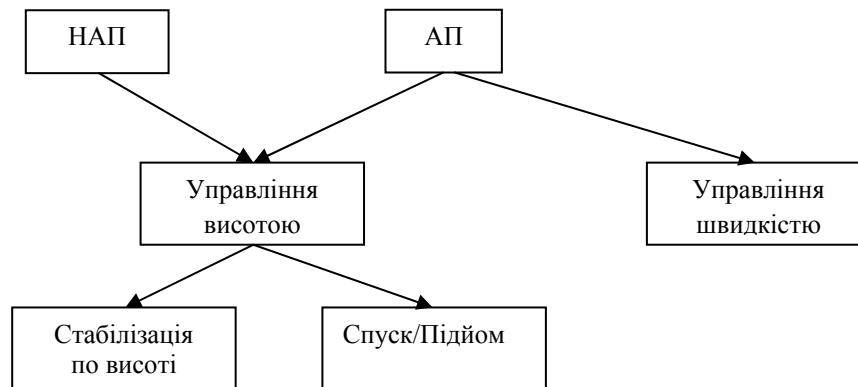 НАП
АП
Управління
висотою
Управління
швидкістю
Стабілізація
по висоті
Спуск/Підйом